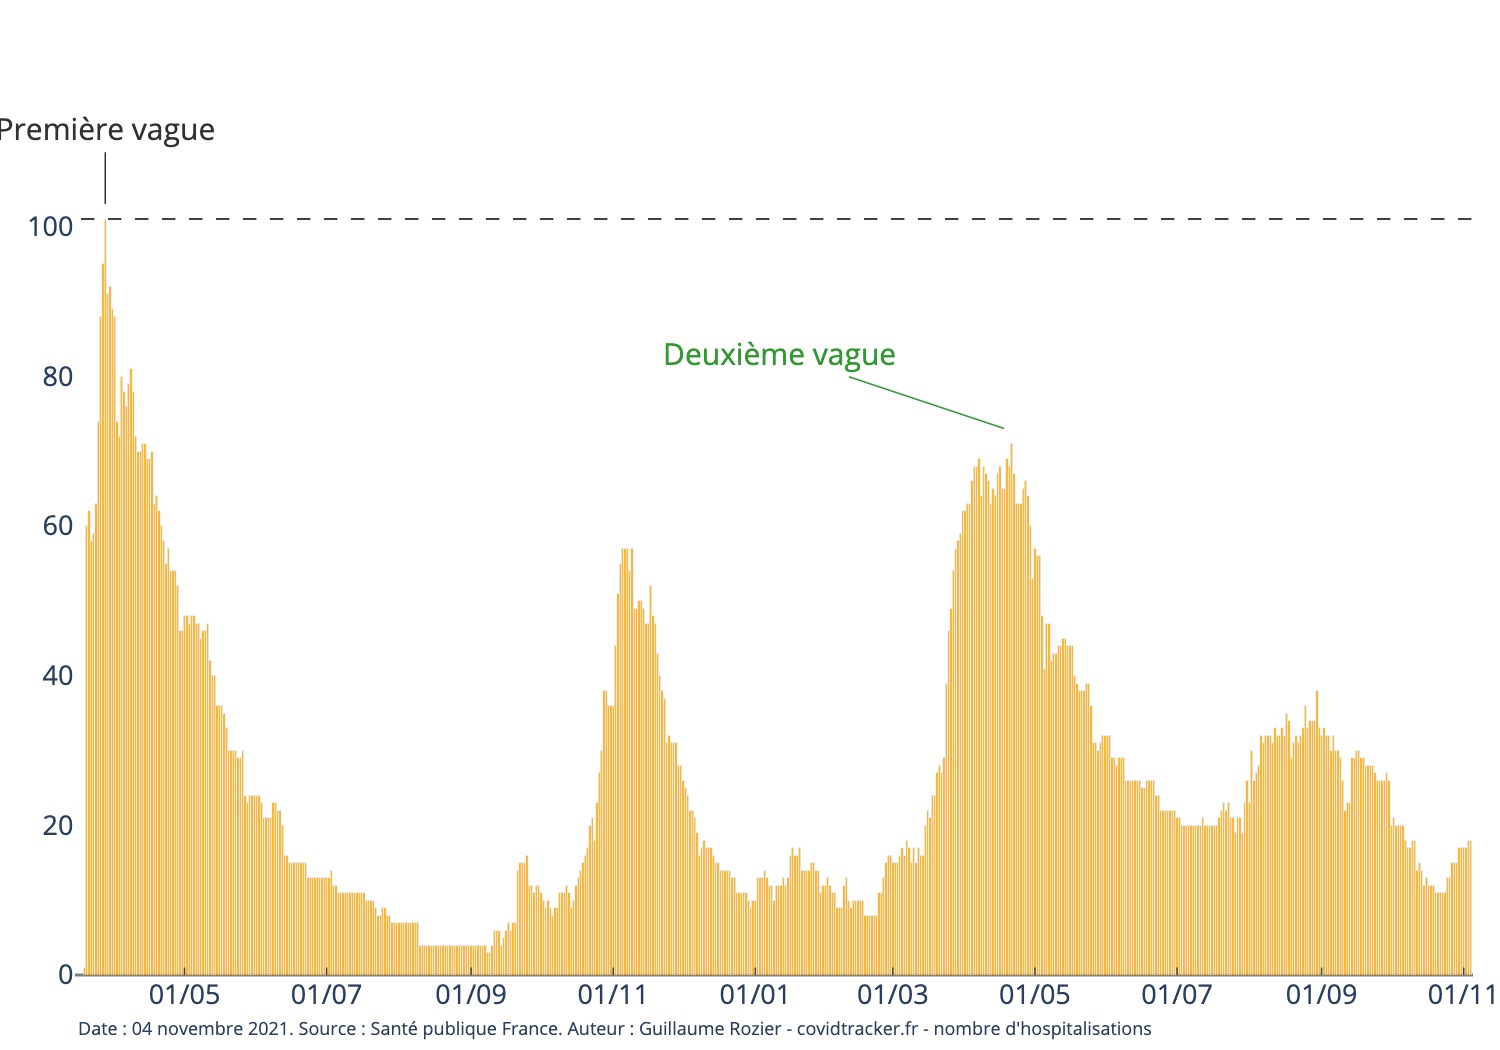 Première vague
100
80
Deuxième vague
60
40
20
0
01/05 01/07 01/09 01/11 01/01 01/03 01/05 01/07 01/09 01/11
Date : 04 novembre 2021. Source : Santé publique France. Auteur : Guillaume Rozier - covidtracker.fr - nombre d'hospitalisations